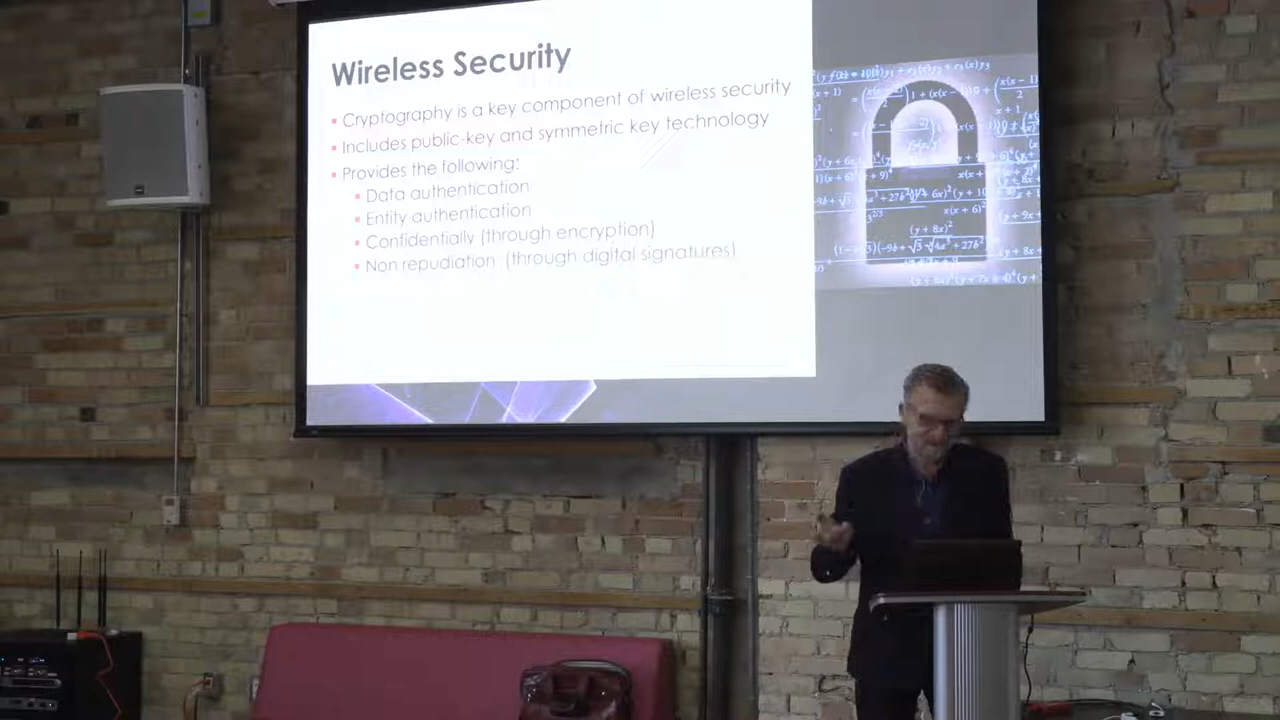 Wireless Security
Cryptography is a key component of wireless security
Includes public-key and symmetric key technology
Provides the following:
Data authentication
Entity authentication
Confidentially (through encryption)
Non repudiation (through digital signatures)